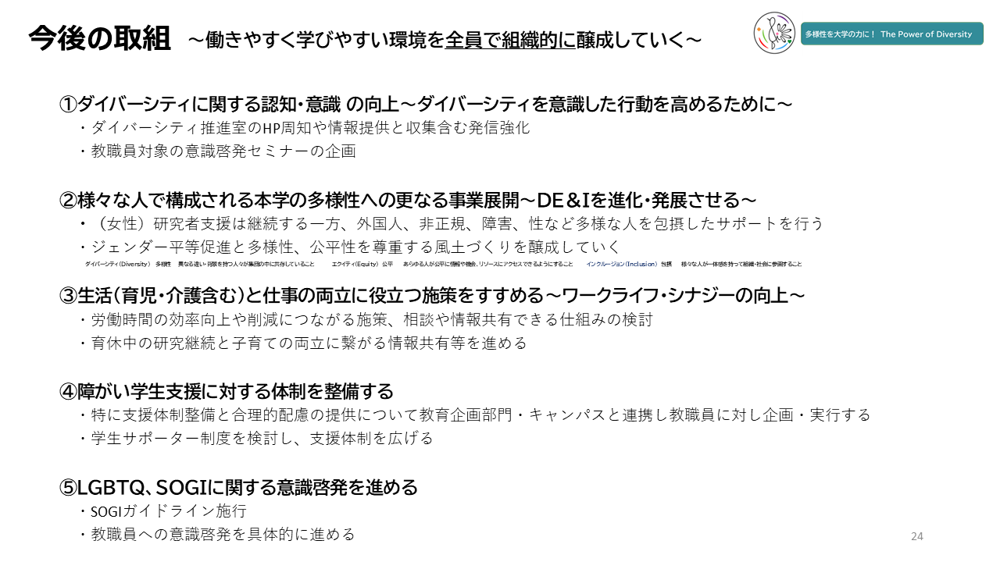 今後の取組 ～働きやすく学びやすい環境を全員で組織的に醸成していく～
多様性を大学の力に！ The Power of Diversity
①ダイバーシティに関する認知・意識 の向上～ダイバーシティを意識した行動を高めるために～
・ダイバーシティ推進室のHP周知や情報提供と収集含む発信強化
・教職員対象の意識啓発セミナーの企画
②様々な人で構成される本学の多様性への更なる事業展開～DE＆Iを進化・発展させる～
・（女性）研究者支援は継続する一方、外国人、非正規、障害、性など多様な人を包摂したサポートを行う
・ジェンダー平等促進と多様性、公平性を尊重する風土づくりを醸成していく
ダイバーシティ（Diversity） 多様性 異なる違い・背景を持つ人々が集団の中に共存していること エクイティ（Equity） 公平 あらゆる人が公平に情報や機会、リソースにアクセスできるようにすること インクルージョン（Inclusion） 包摂 様々な人が一体感を持って組織・社会に参画すること
③生活（育児・介護含む）と仕事の両立に役立つ施策をすすめる～ワークライフ・シナジーの向上～
・労働時間の効率向上や削減につながる施策、相談や情報共有できる仕組みの検討
・育休中の研究継続と子育ての両立に繋がる情報共有等を進める
④障がい学生支援に対する体制を整備する
・特に支援体制整備と合理的配慮の提供について教育企画部門・キャンパスと連携し教職員に対し企画・実行する
・学生サポーター制度を検討し、支援体制を広げる
⑤LGBTQ、SOGIに関する意識啓発を進める
・SOGIガイドライン施行
・教職員への意識啓発を具体的に進める
24